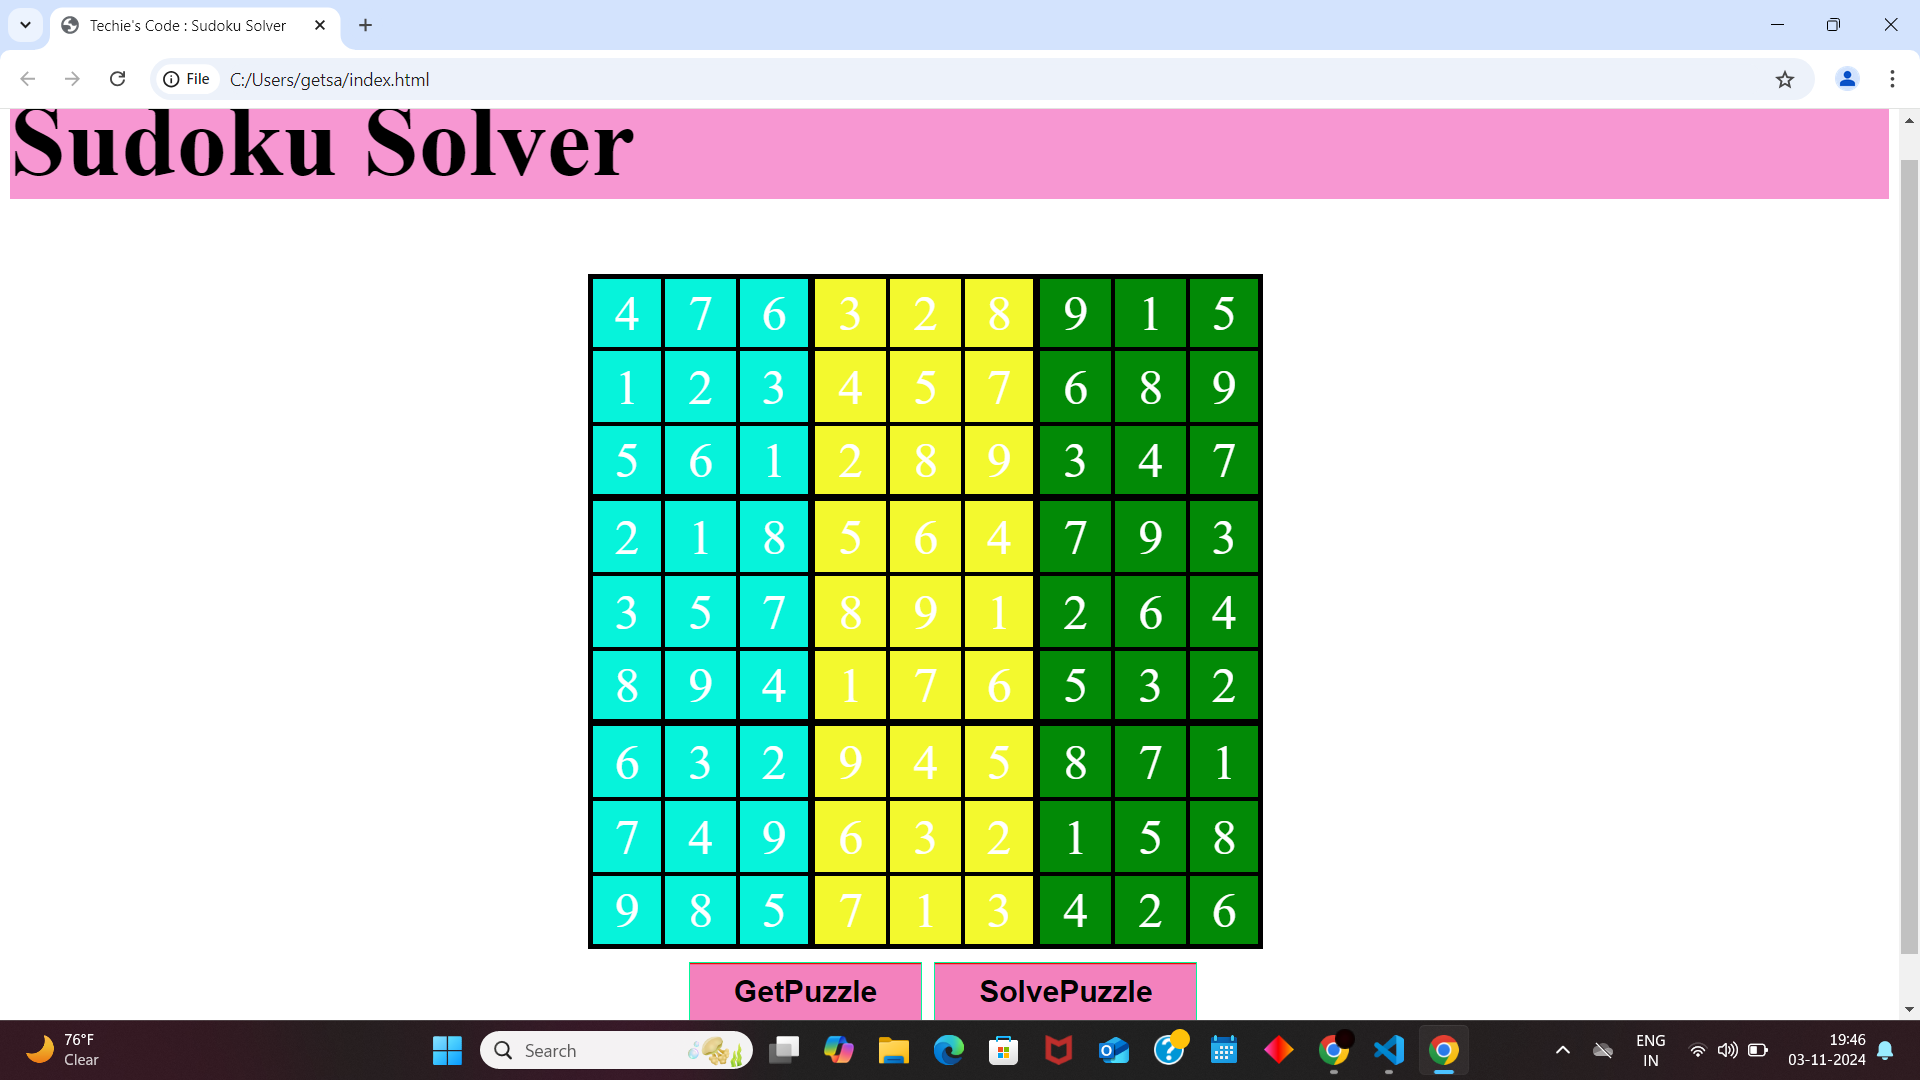 Techie's Code : Sudoku Solver
File C:/Users/getsa/index.html
Sudoku Solver
4 7 6 3 2 8 9 1 5
1 2 3 4 5 7 6 8 9
5 6 1 2 8 9 3 4 7
2 1 8 5 6 4 7 9 3
3 5 7 8 9 1 2 6 4
8 9 4 1 7 6 5 3 2
6 3 2 9 4 5 8 7 1
7 4 9 6 3 2 1 5 8
9 8 5 7 1 3 4 2 6
GetPuzzle SolvePuzzle
76°F
Clear
Search
ENG
IN
19:46
03-11-2024